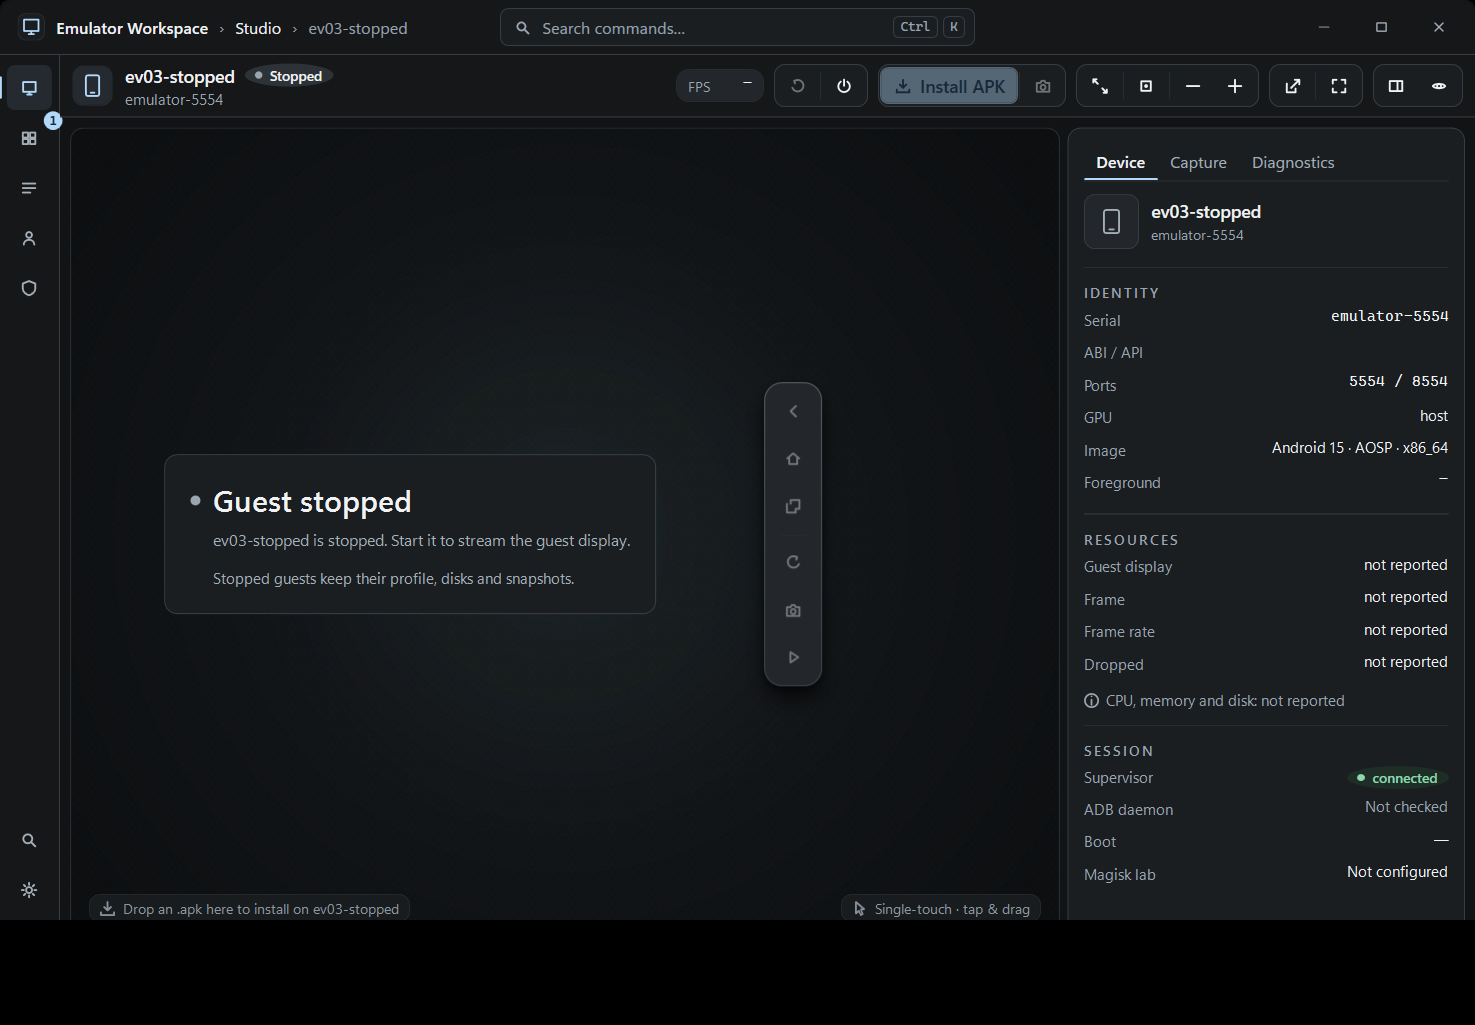 Emulator Workspace › Studio › ev03-stopped
Search commands...
Ctrl K
ev03-stopped
Stopped
emulator-5554
FPS —
Install APK
1
Guest stopped
ev03-stopped is stopped. Start it to stream the guest display.
Stopped guests keep their profile, disks and snapshots.
Drop an .apk here to install on ev03-stopped
Single-touch · tap & drag
Device Capture Diagnostics
ev03-stopped
emulator-5554
IDENTITY
Serial emulator-5554
ABI / API
Ports 5554 / 8554
GPU host
Image Android 15 · AOSP · x86_64
Foreground —
RESOURCES
Guest display not reported
Frame not reported
Frame rate not reported
Dropped not reported
CPU, memory and disk: not reported
SESSION
Supervisor connected
ADB daemon Not checked
Boot —
Magisk lab Not configured